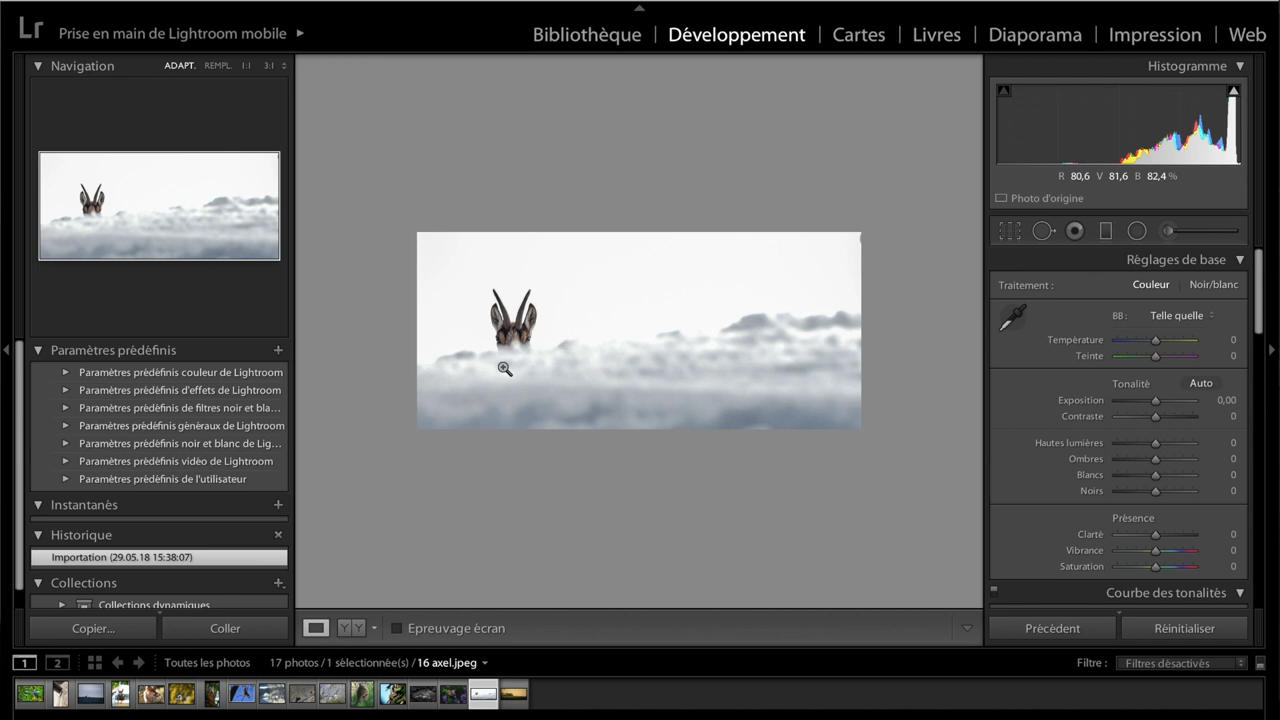 Lr Prise en main de Lightroom mobile
Bibliothèque | Développement | Cartes | Livres | Diaporama | Impression | Web
Navigation ADAPT. REMPL. 1:1 3:1
Histogramme
R 80,6 V 81,6 B 82,4 %
Photo d'origine
Réglages de base
Traitement : Couleur Noir/blanc
BB : Telle quelle
Température 0
Teinte 0
Tonalité Auto
Exposition 0,00
Contraste 0
Hautes lumières 0
Ombres 0
Blancs 0
Noirs 0
Présence
Clarté 0
Vibrance 0
Saturation 0
Courbe des tonalités
Paramètres prédéfinis
Paramètres prédéfinis couleur de Lightroom
Paramètres prédéfinis d'effets de Lightroom
Paramètres prédéfinis de filtres noir et bla...
Paramètres prédéfinis généraux de Lightroom
Paramètres prédéfinis noir et blanc de Lig...
Paramètres prédéfinis vidéo de Lightroom
Paramètres prédéfinis de l'utilisateur
Instantanés
Historique
Importation (29.05.18 15:38:07)
Collections
Collections dynamiques
Copier... Coller
YY Epreuvage écran
Précédent Réinitialiser
1 2 Toutes les photos 17 photos / 1 sélectionnée(s) / 16 axel.jpeg
Filtre : Filtres désactivés